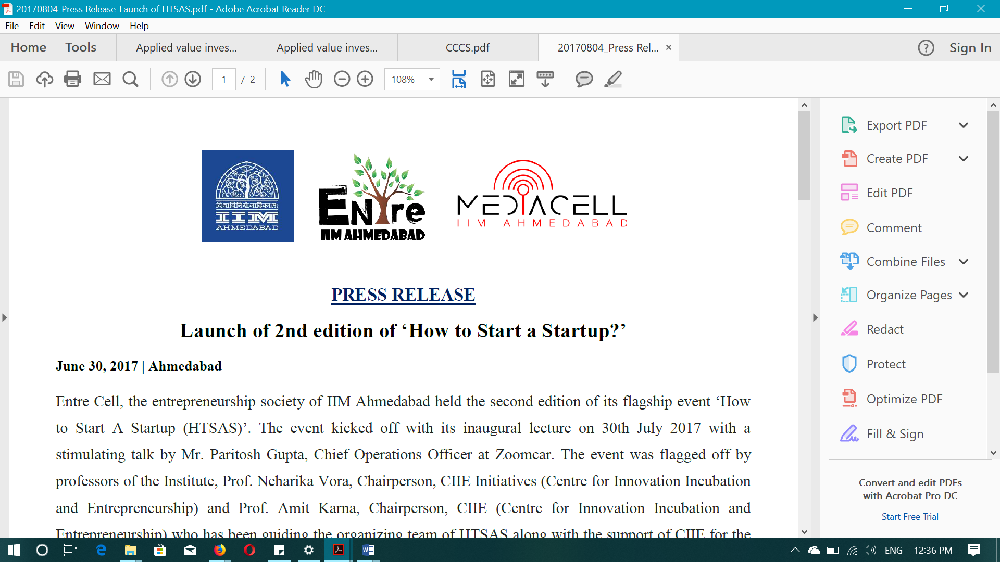 20170804_Press Release_Launch of HTSAS.pdf - Adobe Acrobat Reader DC
File Edit View Window Help
Home Tools Applied value inves... Applied value inves... CCCS.pdf 20170804_Press Rel... × ? Sign In
1 / 2 108%
विद्याविनियोगाद्विकासः
IIM
AHMEDABAD
Entre
IIM AHMEDABAD
MEDIACELL
IIM AHMEDABAD
PRESS RELEASE
Launch of 2nd edition of ‘How to Start a Startup?’
June 30, 2017 | Ahmedabad
Entre Cell, the entrepreneurship society of IIM Ahmedabad held the second edition of its flagship event ‘How
to Start A Startup (HTSAS)’. The event kicked off with its inaugural lecture on 30th July 2017 with a
stimulating talk by Mr. Paritosh Gupta, Chief Operations Officer at Zoomcar. The event was flagged off by
professors of the Institute, Prof. Neharika Vora, Chairperson, CIIE Initiatives (Centre for Innovation Incubation
and Entrepreneurship) and Prof. Amit Karna, Chairperson, CIIE (Centre for Innovation Incubation and
Entrepreneurship) who has been guiding the organizing team of HTSAS along with the support of CIIE for the
Export PDF
Create PDF
Edit PDF
Comment
Combine Files
Organize Pages
Redact
Protect
Optimize PDF
Fill & Sign
Convert and edit PDFs
with Acrobat Pro DC
Start Free Trial
ENG 12:36 PM